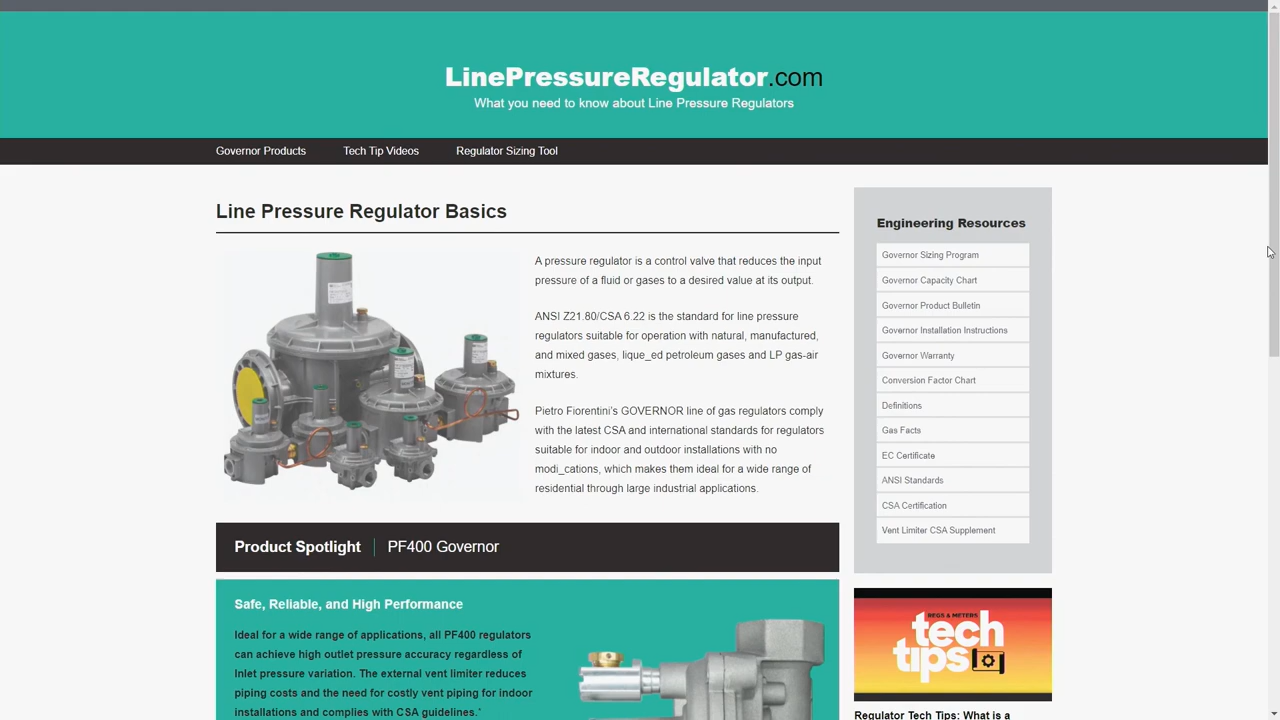 LinePressureRegulator.com
What you need to know about Line Pressure Regulators
Governor Products
Tech Tip Videos
Regulator Sizing Tool
Line Pressure Regulator Basics
A pressure regulator is a control valve that reduces the input
pressure of a fluid or gases to a desired value at its output.
ANSI Z21.80/CSA 6.22 is the standard for line pressure
regulators suitable for operation with natural, manufactured,
and mixed gases, lique_ed petroleum gases and LP gas-air
mixtures.
Pietro Fiorentini's GOVERNOR line of gas regulators comply
with the latest CSA and international standards for regulators
suitable for indoor and outdoor installations with no
modi_cations, which makes them ideal for a wide range of
residential through large industrial applications.
Product Spotlight | PF400 Governor
Safe, Reliable, and High Performance
Ideal for a wide range of applications, all PF400 regulators
can achieve high outlet pressure accuracy regardless of
Inlet pressure variation. The external vent limiter reduces
piping costs and the need for costly vent piping for indoor
installations and complies with CSA guidelines.*
Engineering Resources
Governor Sizing Program
Governor Capacity Chart
Governor Product Bulletin
Governor Installation Instructions
Governor Warranty
Conversion Factor Chart
Definitions
Gas Facts
EC Certificate
ANSI Standards
CSA Certification
Vent Limiter CSA Supplement
REGS & METERS
tech
tips
Regulator Tech Tips: What is a